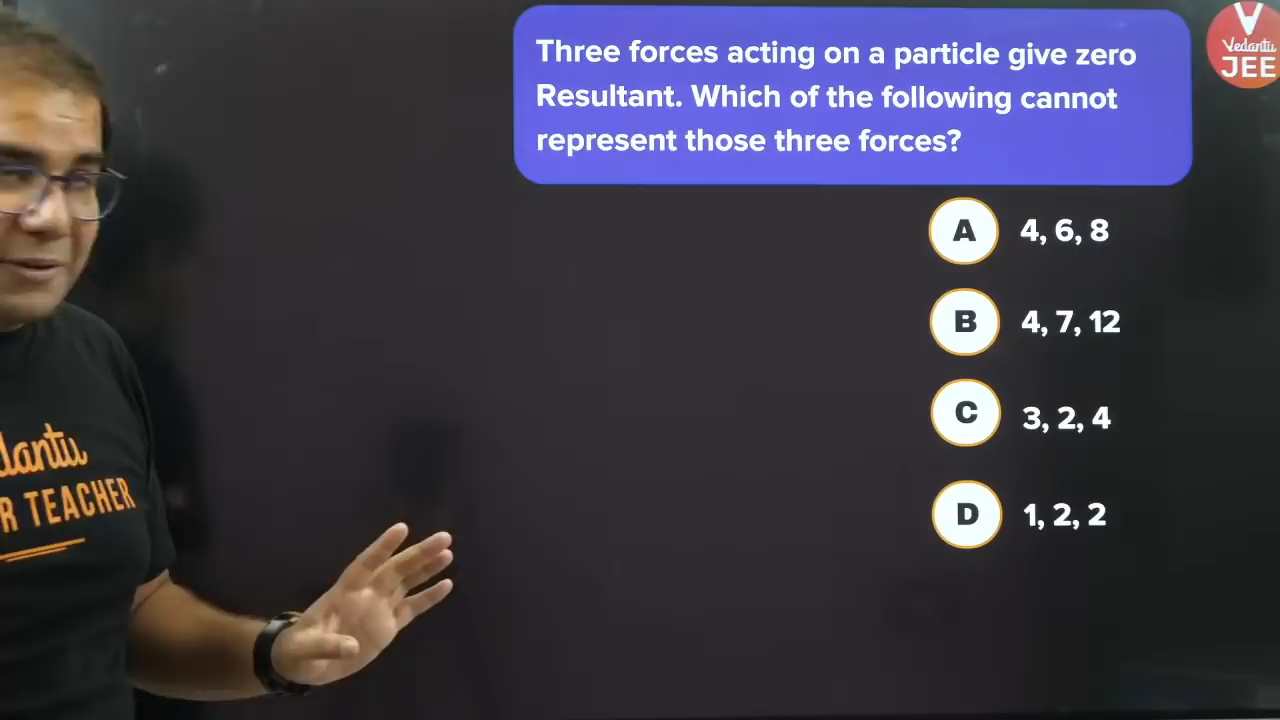 Three forces acting on a particle give zero
Resultant. Which of the following cannot
represent those three forces?
A 4, 6, 8
B 4, 7, 12
C 3, 2, 4
D 1, 2, 2
Vedantu
JEE
dantu
R TEACHER